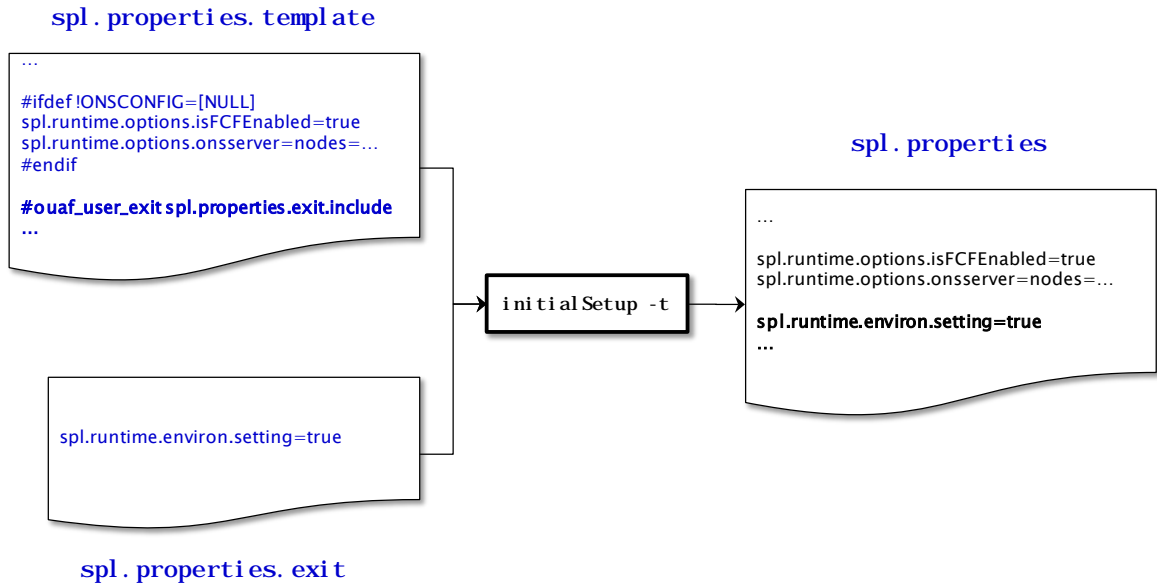 spl.properties.template
…
#ifdef !ONSCONFIG=[NULL]
spl.runtime.options.isFCFEnabled=true
spl.runtime.options.onsserver=nodes=…
#endif
#ouaf_user_exit spl.properties.exit.include
…
spl.properties
…
spl.runtime.options.isFCFEnabled=true
spl.runtime.options.onsserver=nodes=…
spl.runtime.environ.setting=true
…
initialSetup -t
spl.runtime.environ.setting=true
spl.properties.exit